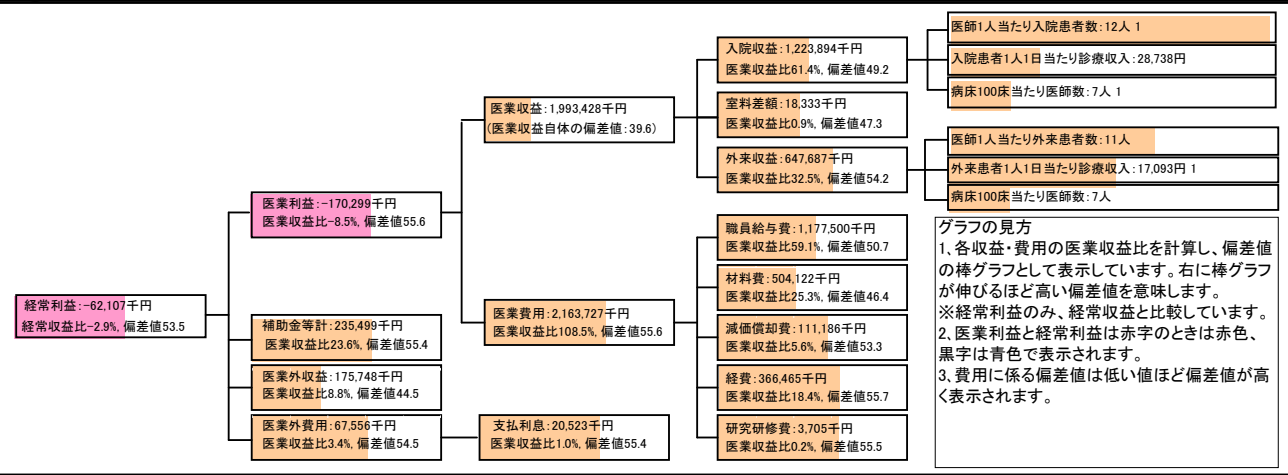 経常利益:-62,107千円
経常収比-2.9%, 偏差値53.5
医業利益:-170,299千円
医業収益比-8.5%, 偏差値55.6
補助金等計:235,499千円
医業収益比23.6%, 偏差値55.4
医業外収益:175,748千円
医業収益比8.8%, 偏差値44.5
医業外費用:67,556千円
医業収益比3.4%, 偏差値54.5
医業収益:1,993,428千円
(医業収益自体の偏差値:39.6)
医業費用:2,163,727千円
医業収益比108.5%, 偏差値55.6
支払利息:20,523千円
医業収益比1.0%, 偏差値55.4
入院収益:1,223,894千円
医業収益比61.4%, 偏差値49.2
室料差額:18,333千円
医業収益比0.9%, 偏差値47.3
外来収益:647,687千円
医業収益比32.5%, 偏差値54.2
職員給与費:1,177,500千円
医業収益比59.1%, 偏差値50.7
材料費:504,122千円
医業収益比25.3%, 偏差値46.4
減価償却費:111,186千円
医業収益比5.6%, 偏差値53.3
経費:366,465千円
医業収益比18.4%, 偏差値55.7
研究研修費:3,705千円
医業収益比0.2%, 偏差値55.5
医師1人当たり入院患者数:12人 1
入院患者1人1日当たり診療収入:28,738円
病床100床当たり医師数:7人 1
医師1人当たり外来患者数:11人
外来患者1人1日当たり診療収入:17,093円 1
病床100床当たり医師数:7人
グラフの見方
1、各収益・費用の医業収益比を計算し、偏差値
の棒グラフとして表示しています。右に棒グラフ
が伸びるほど高い偏差値を意味します。
※経常利益のみ、経常収益と比較しています。
2、医業利益と経常利益は赤字のときは赤色、
黒字は青色で表示されます。
3、費用に係る偏差値は低い値ほど偏差値が高
く表示されます。